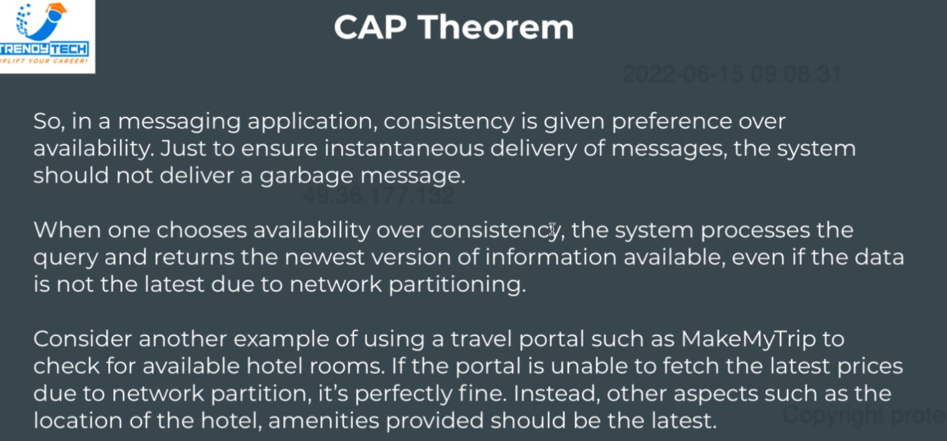 TRENDYTECH
UPLIFT YOUR CAREER!
CAP Theorem
2022-06-15 09:08:31
So, in a messaging application, consistency is given preference over
availability. Just to ensure instantaneous delivery of messages, the system
should not deliver a garbage message.
49.36.177.132
When one chooses availability over consistency, the system processes the
query and returns the newest version of information available, even if the data
is not the latest due to network partitioning.
Consider another example of using a travel portal such as MakeMyTrip to
check for available hotel rooms. If the portal is unable to fetch the latest prices
due to network partition, it’s perfectly fine. Instead, other aspects such as the
location of the hotel, amenities provided should be the latest.
Copyright prote